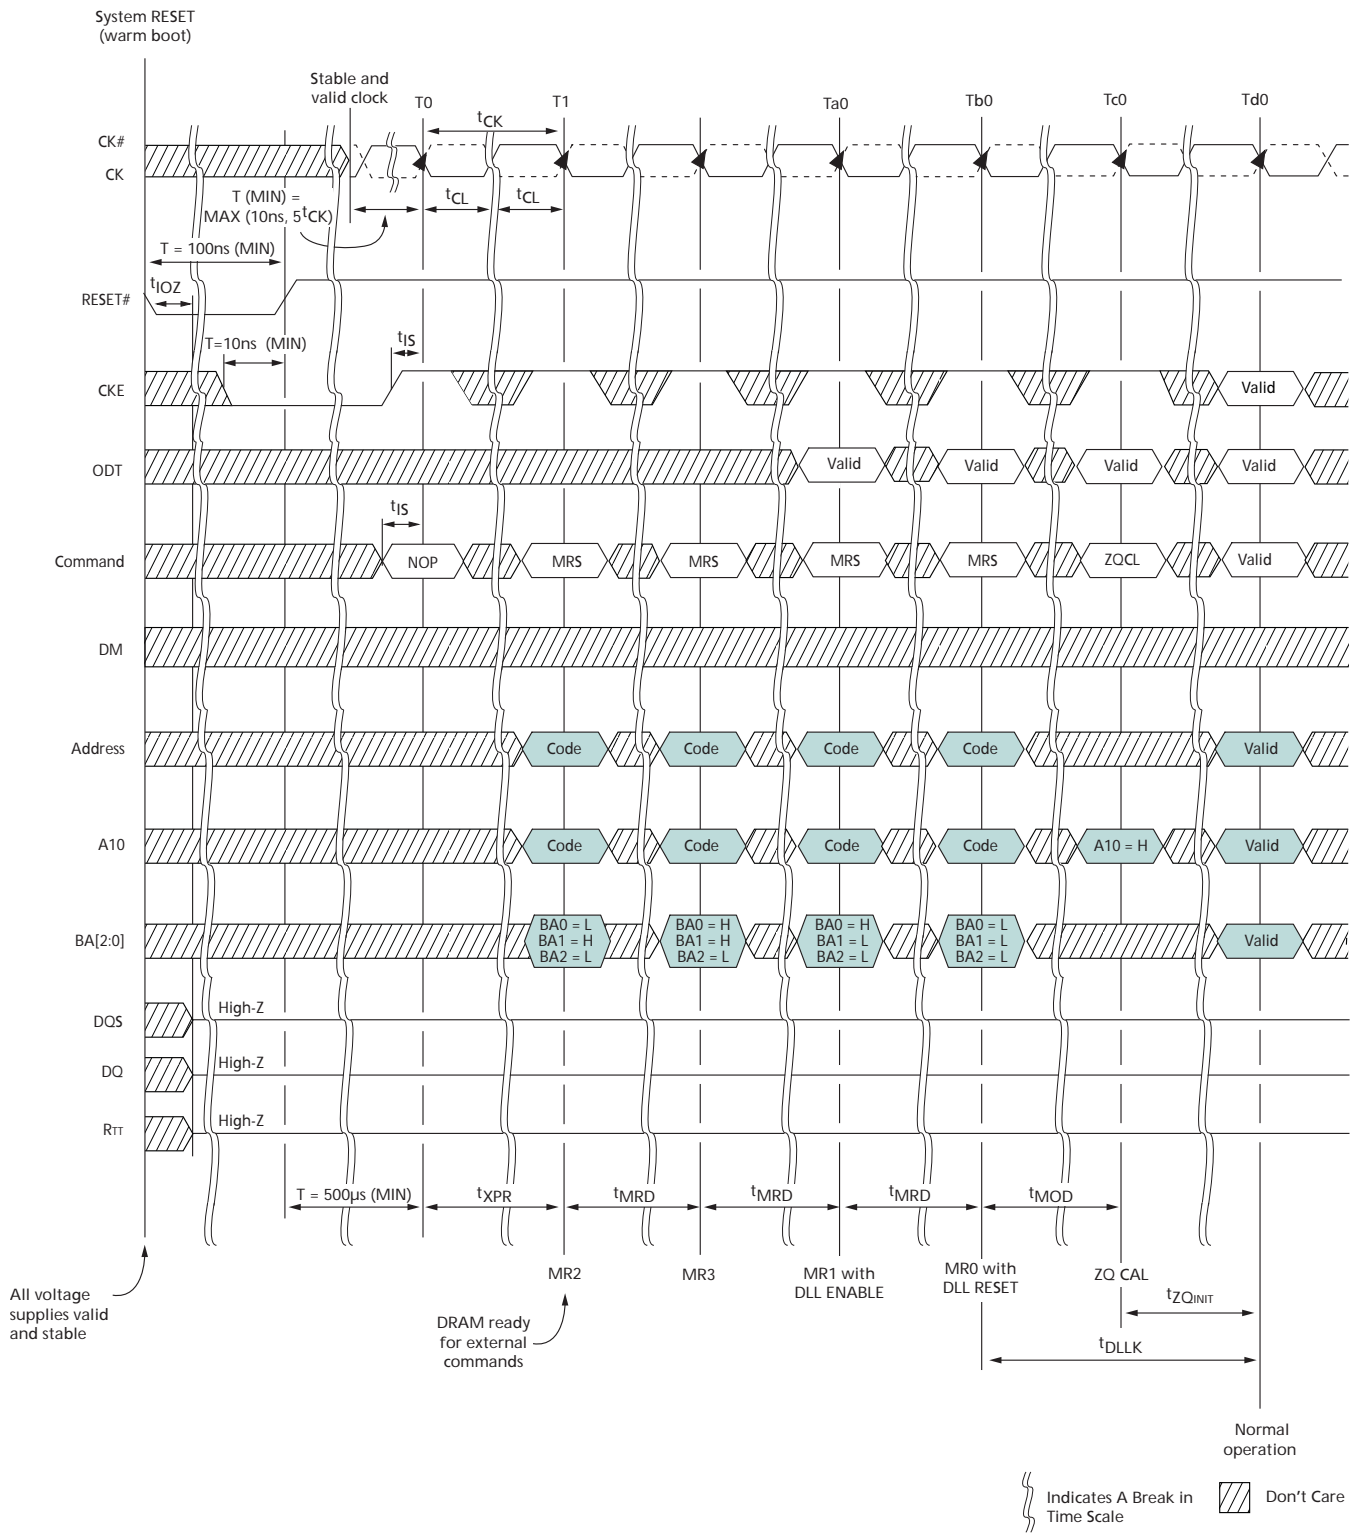 System RESET
(warm boot)
Stable and
valid clock
T0
T1
Ta0
Tb0
Tc0
Td0
tCK
CK#
CK
T (MIN) =
MAX (10ns, 5tCK)
tCL
tCL
T = 100ns (MIN)
tIOZ
RESET#
T=10ns (MIN)
tIS
CKE
Valid
ODT
Valid
Valid
Valid
Valid
tIS
Command
NOP
MRS
MRS
MRS
MRS
ZQCL
Valid
DM
Address
Code
Code
Code
Code
Valid
A10
Code
Code
Code
Code
A10 = H
Valid
BA[2:0]
BA0 = L
BA1 = H
BA2 = L
BA0 = H
BA1 = H
BA2 = L
BA0 = H
BA1 = L
BA2 = L
BA0 = L
BA1 = L
BA2 = L
Valid
DQS
High-Z
DQ
High-Z
RTT
High-Z
T = 500µs (MIN)
tXPR
tMRD
tMRD
tMRD
tMOD
MR2
MR3
MR1 with
DLL ENABLE
MR0 with
DLL RESET
ZQ CAL
tZQINIT
All voltage
supplies valid
and stable
DRAM ready
for external
commands
tDLLK
Normal
operation
Indicates A Break in
Time Scale
Don't Care